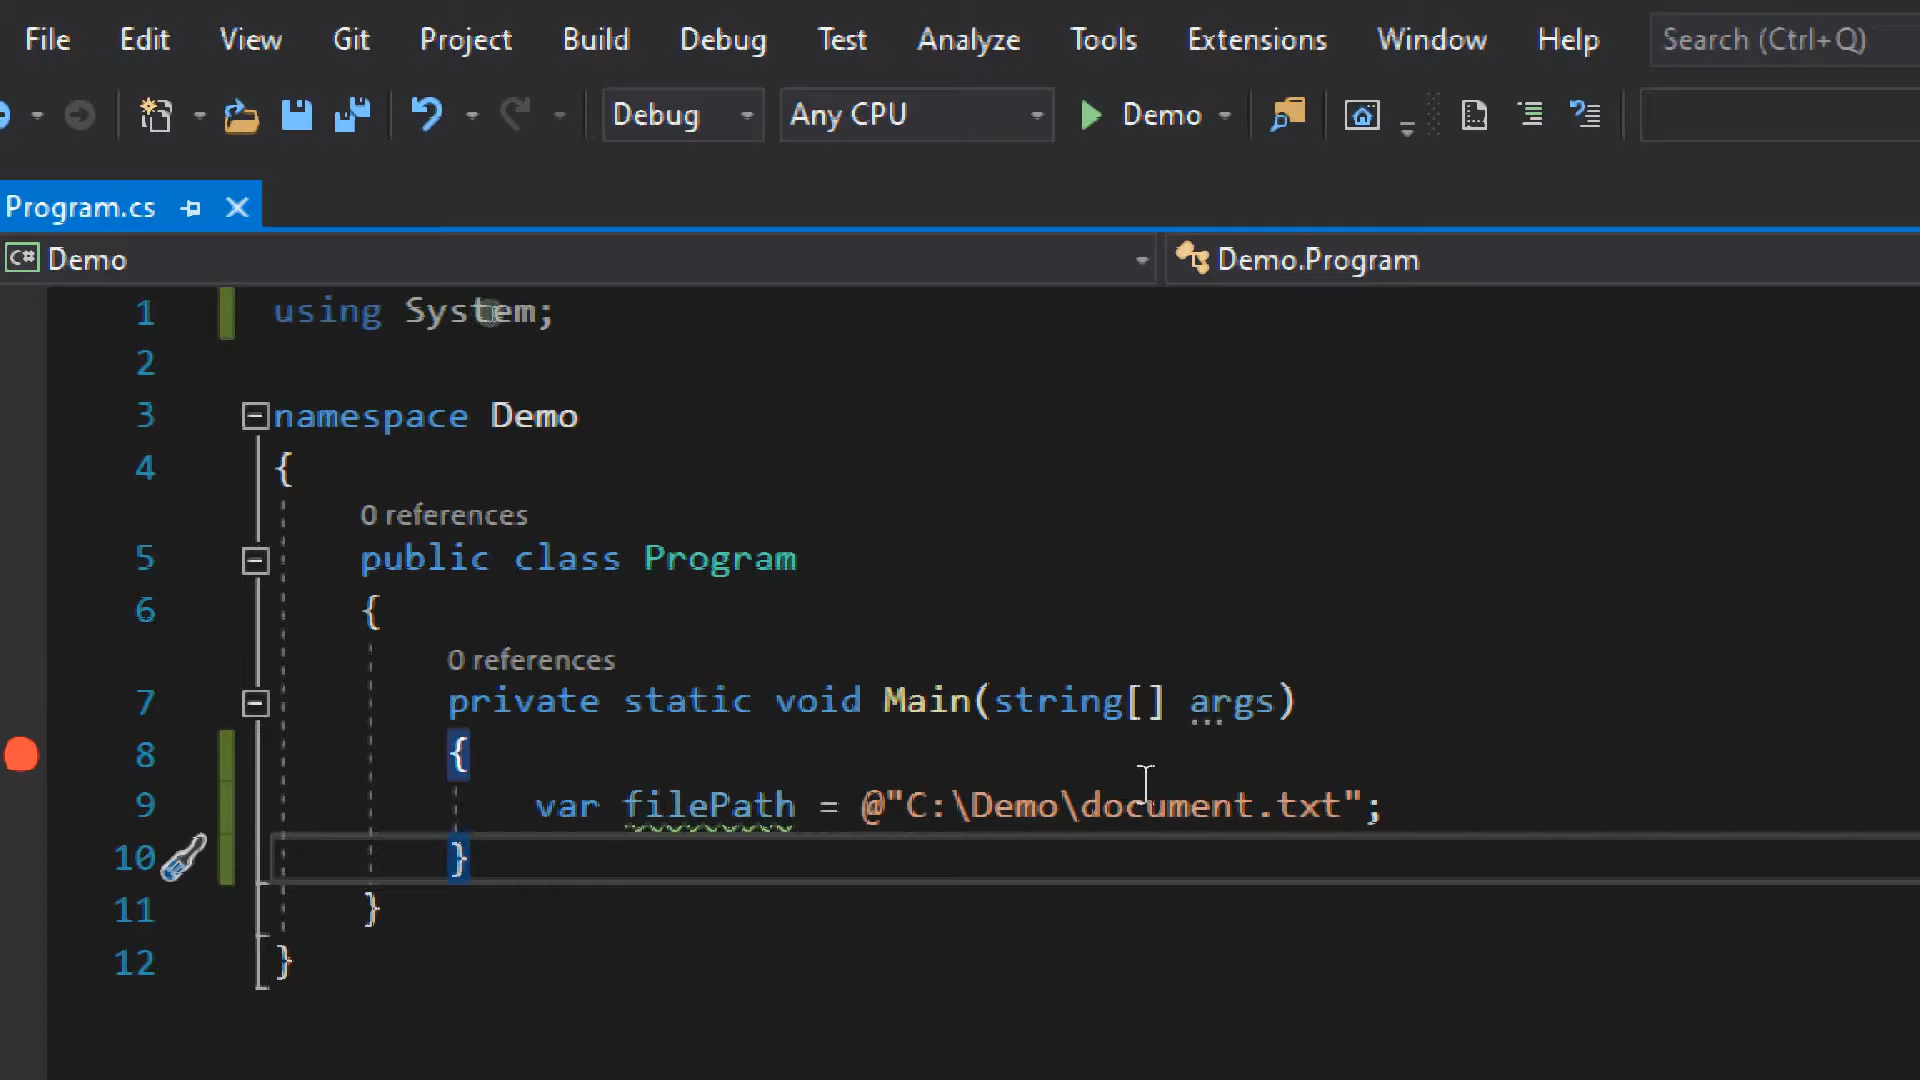 File Edit View Git Project Build Debug Test Analyze Tools Extensions Window Help Search (Ctrl+Q)
Debug Any CPU Demo
Program.cs
C# Demo Demo.Program
1 using System;
2
3 namespace Demo
4 {
0 references
5 public class Program
6 {
0 references
7 private static void Main(string[] args)
8 {
9 var filePath = @"C:\Demo\document.txt";
10 }
11 }
12 }